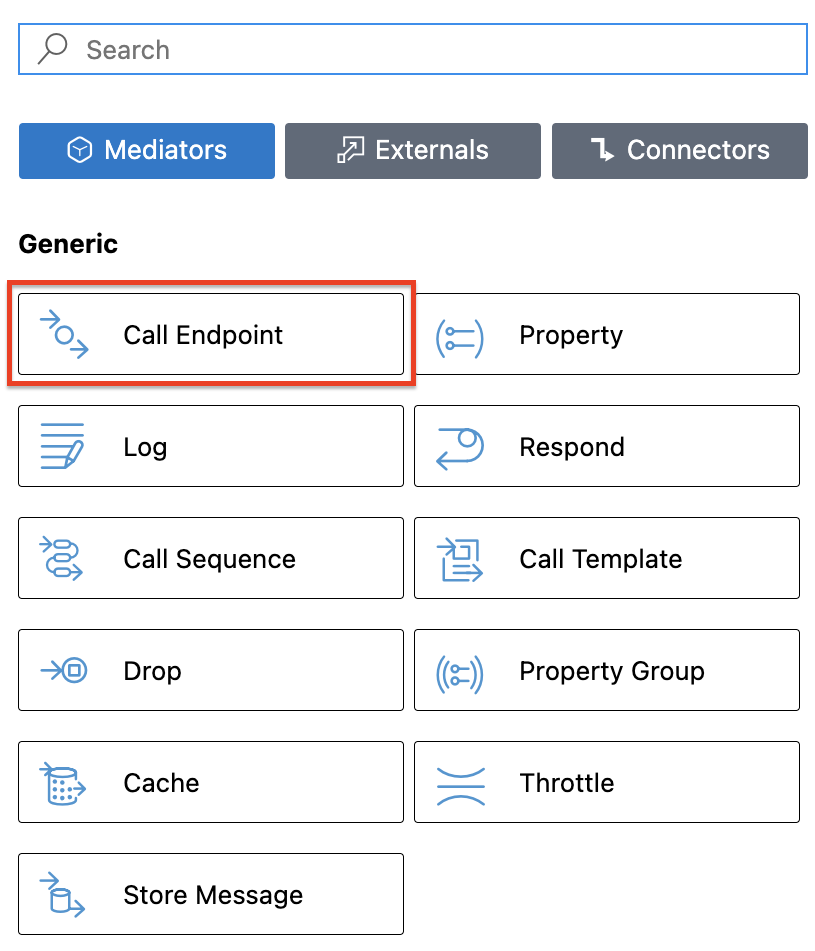 Search
Mediators Externals Connectors
Generic
Call Endpoint Property
Log Respond
Call Sequence Call Template
Drop Property Group
Cache Throttle
Store Message